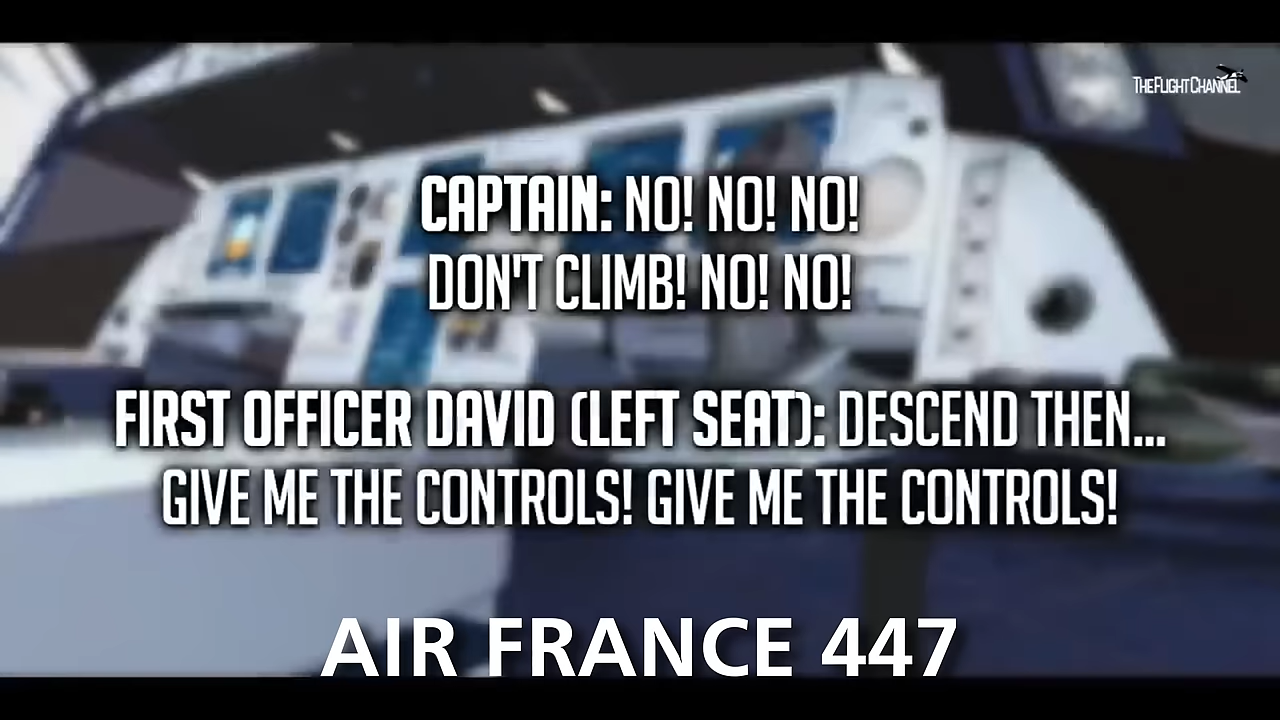 THEFLIGHTCHANNEL
CAPTAIN: NO! NO! NO!
DON'T CLIMB! NO! NO!
FIRST OFFICER DAVID (LEFT SEAT): DESCEND THEN...
GIVE ME THE CONTROLS! GIVE ME THE CONTROLS!
AIR FRANCE 447